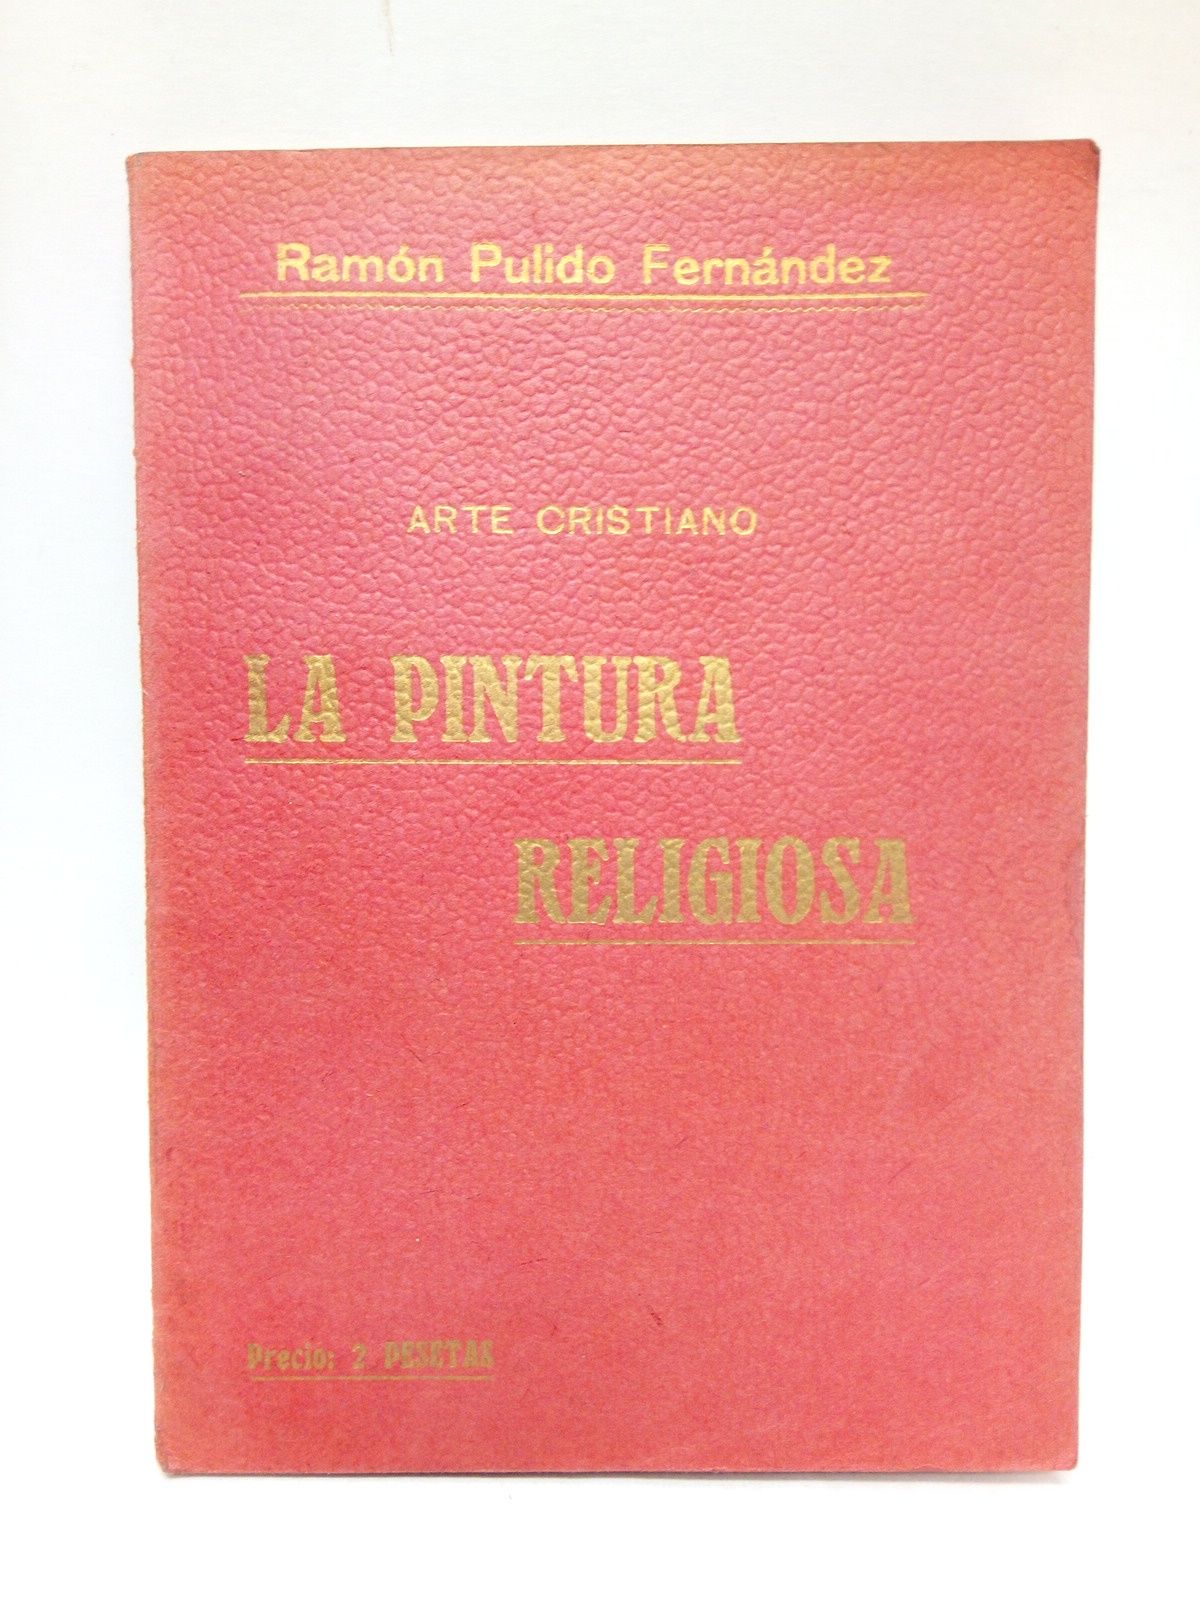 Ramón Pulido Fernández
ARTE CRISTIANO
LA PINTURA
RELIGIOSA
Precio: 2 PESETAS